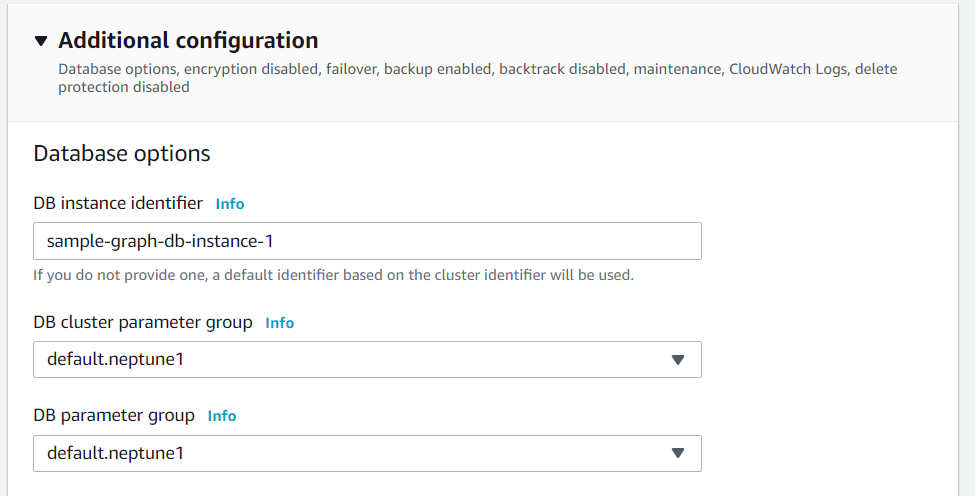 Additional configuration
Database options, encryption disabled, failover, backup enabled, backtrack disabled, maintenance, CloudWatch Logs, delete
protection disabled
Database options
DB instance identifier Info
sample-graph-db-instance-1
If you do not provide one, a default identifier based on the cluster identifier will be used.
DB cluster parameter group Info
default.neptune1
DB parameter group Info
default.neptune1